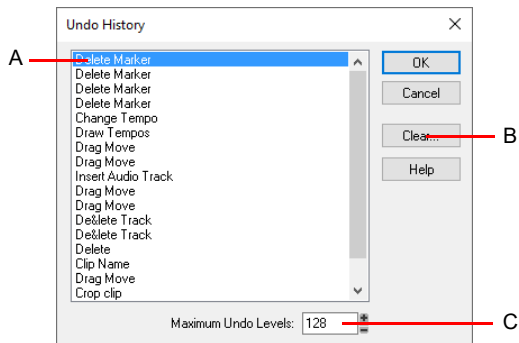 Undo History
A
Delete Marker
Delete Marker
Delete Marker
Delete Marker
Change Tempo
Draw Tempos
Drag Move
Drag Move
Insert Audio Track
Drag Move
Drag Move
De&lete Track
De&lete Track
Delete
Clip Name
Drag Move
Crop clip
OK
Cancel
Clear...
B
Help
Maximum Undo Levels: 128
C